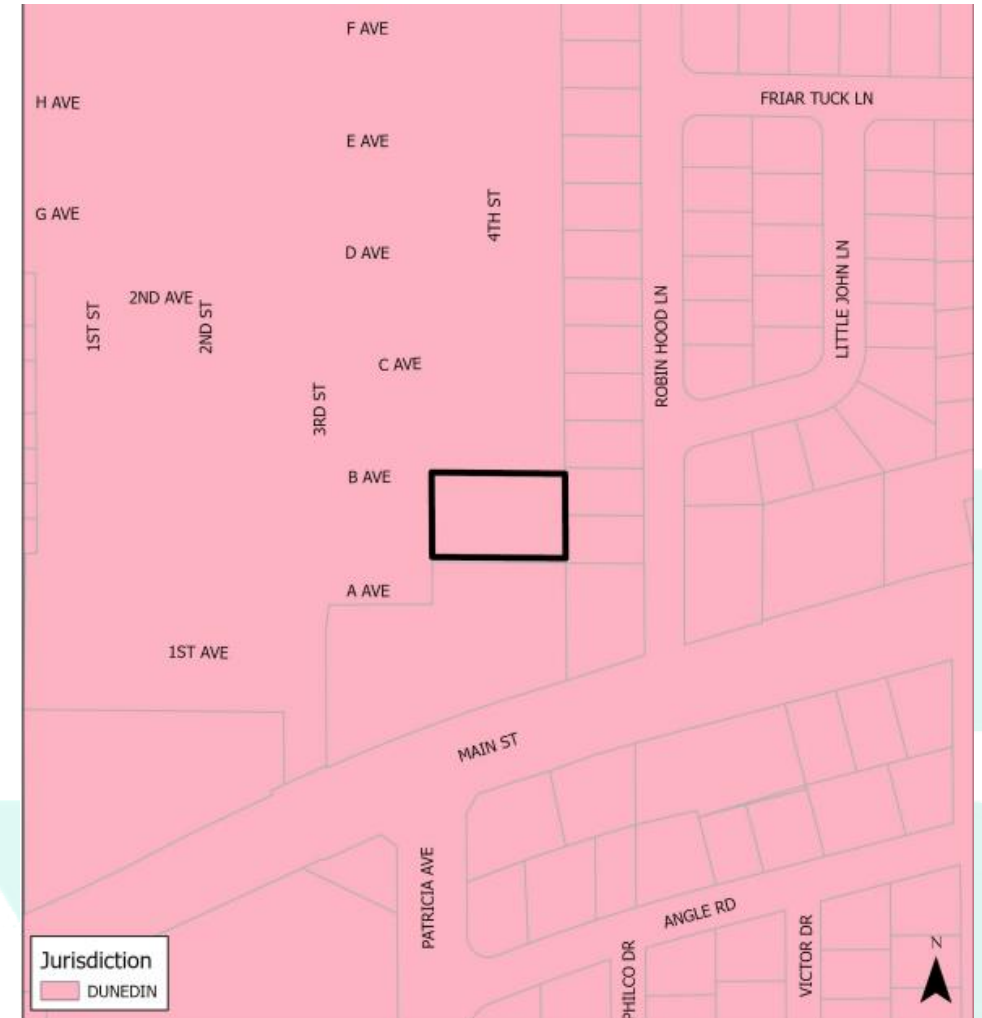 F AVE
H AVE
FRIAR TUCK LN
E AVE
G AVE
4TH ST
D AVE
LITTLE JOHN LN
2ND AVE
1ST ST
2ND ST
ROBIN HOOD LN
C AVE
3RD ST
B AVE
A AVE
1ST AVE
MAIN ST
PATRICIA AVE
ANGLE RD
PHILCO DR
VICTOR DR
Jurisdiction
DUNEDIN
N